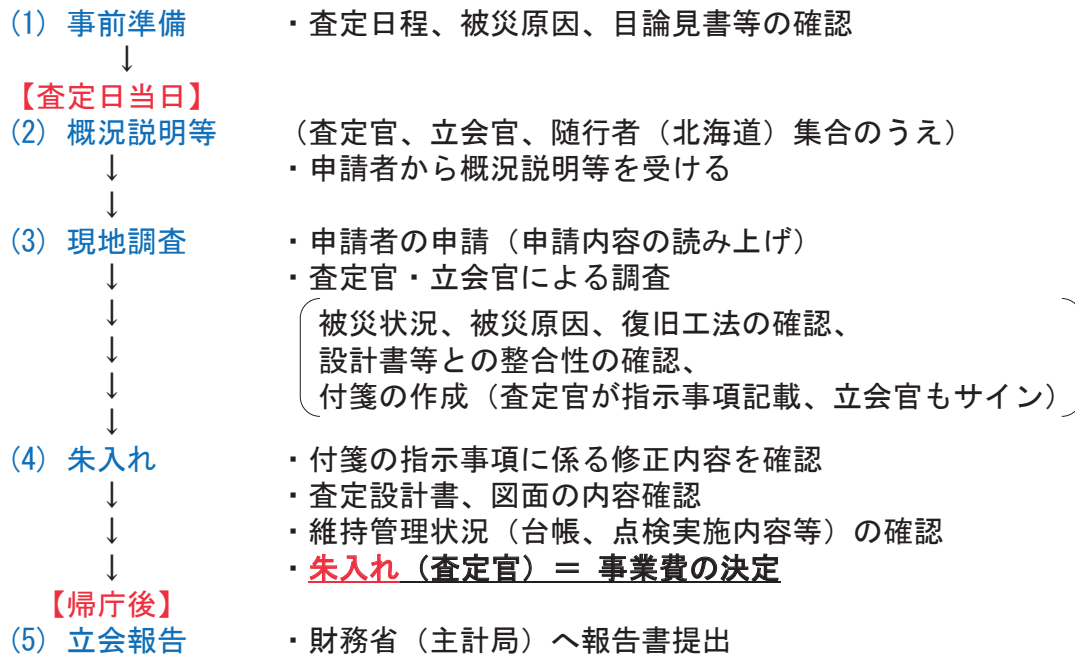 (1) 事前準備 ・査定日程、被災原因、目論見書等の確認
↓
【査定日当日】
(2) 概況説明等 （査定官、立会官、随行者（北海道）集合のうえ）
↓ ・申請者から概況説明等を受ける
↓
(3) 現地調査 ・申請者の申請（申請内容の読み上げ）
↓ ・査定官・立会官による調査
↓ 被災状況、被災原因、復旧工法の確認、
↓ 設計書等との整合性の確認、
↓ 付箋の作成（査定官が指示事項記載、立会官もサイン）
↓
(4) 朱入れ ・付箋の指示事項に係る修正内容を確認
↓ ・査定設計書、図面の内容確認
↓ ・維持管理状況（台帳、点検実施内容等）の確認
↓ ・朱入れ（査定官）＝ 事業費の決定
【帰庁後】
(5) 立会報告 ・財務省（主計局）へ報告書提出